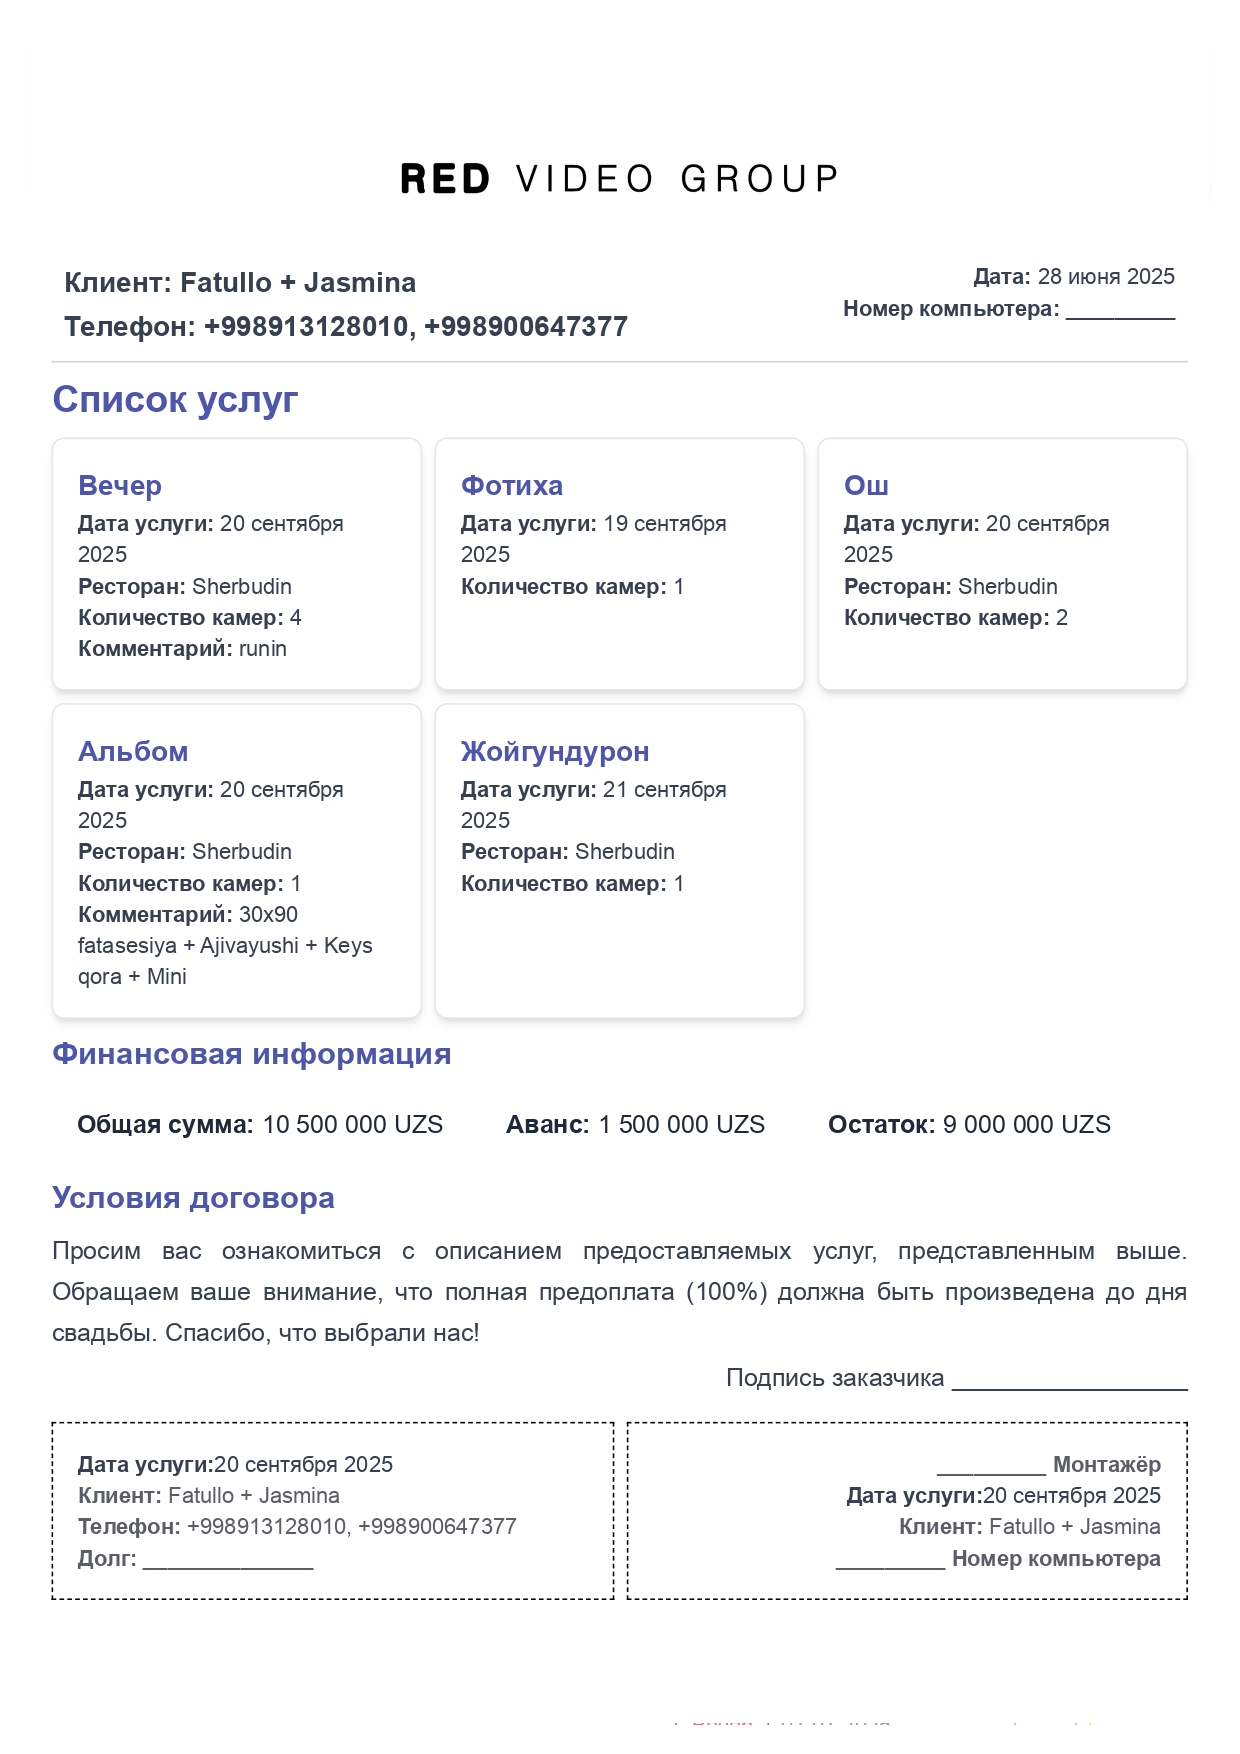 RED VIDEO GROUP
Клиент: Fatullo + Jasmina
Телефон: +998913128010, +998900647377
Дата: 28 июня 2025
Номер компьютера: _________
Список услуг
Вечер
Дата услуги: 20 сентября
2025
Ресторан: Sherbudin
Количество камер: 4
Комментарий: runin
Фотиха
Дата услуги: 19 сентября
2025
Количество камер: 1
Ош
Дата услуги: 20 сентября
2025
Ресторан: Sherbudin
Количество камер: 2
Альбом
Дата услуги: 20 сентября
2025
Ресторан: Sherbudin
Количество камер: 1
Комментарий: 30x90
fatasesiya + Ajivayushi + Keys
qora + Mini
Жойгундурон
Дата услуги: 21 сентября
2025
Ресторан: Sherbudin
Количество камер: 1
Финансовая информация
Общая сумма: 10 500 000 UZS Аванс: 1 500 000 UZS Остаток: 9 000 000 UZS
Условия договора
Просим вас ознакомиться с описанием предоставляемых услуг, представленным выше.
Обращаем ваше внимание, что полная предоплата (100%) должна быть произведена до дня
свадьбы. Спасибо, что выбрали нас!
Подпись заказчика _________________
Дата услуги:20 сентября 2025
Клиент: Fatullo + Jasmina
Телефон: +998913128010, +998900647377
Долг: ______________
_________ Монтажёр
Дата услуги:20 сентября 2025
Клиент: Fatullo + Jasmina
_________ Номер компьютера